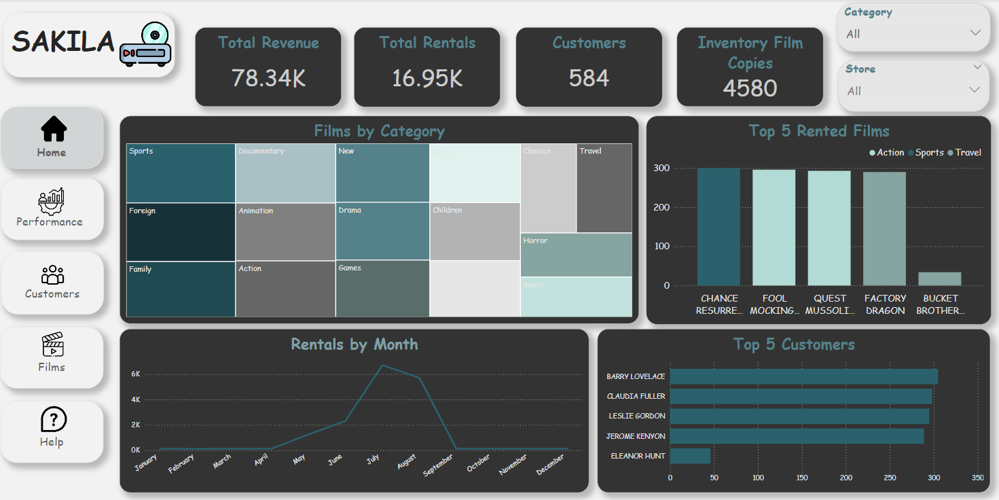 SAKILA
Total Revenue
78.34K
Total Rentals
16.95K
Customers
584
Inventory Film
Copies
4580
Category
All
Store
All
Home
Performance
Customers
Films
Help
Films by Category
Sports
Documentary
New
Classics
Travel
Foreign
Animation
Drama
Children
Horror
Family
Action
Games
Music
Top 5 Rented Films
Action Sports Travel
300
200
100
0
CHANCE
RESURRE...
FOOL
MOCKING...
QUEST
MUSSOLI...
FACTORY
DRAGON
BUCKET
BROTHER...
Rentals by Month
6K
4K
2K
0K
January
February
March
April
May
June
July
August
September
October
November
December
Top 5 Customers
BARRY LOVELACE
CLAUDIA FULLER
LESLIE GORDON
JEROME KENYON
ELEANOR HUNT
0 50 100 150 200 250 300 350